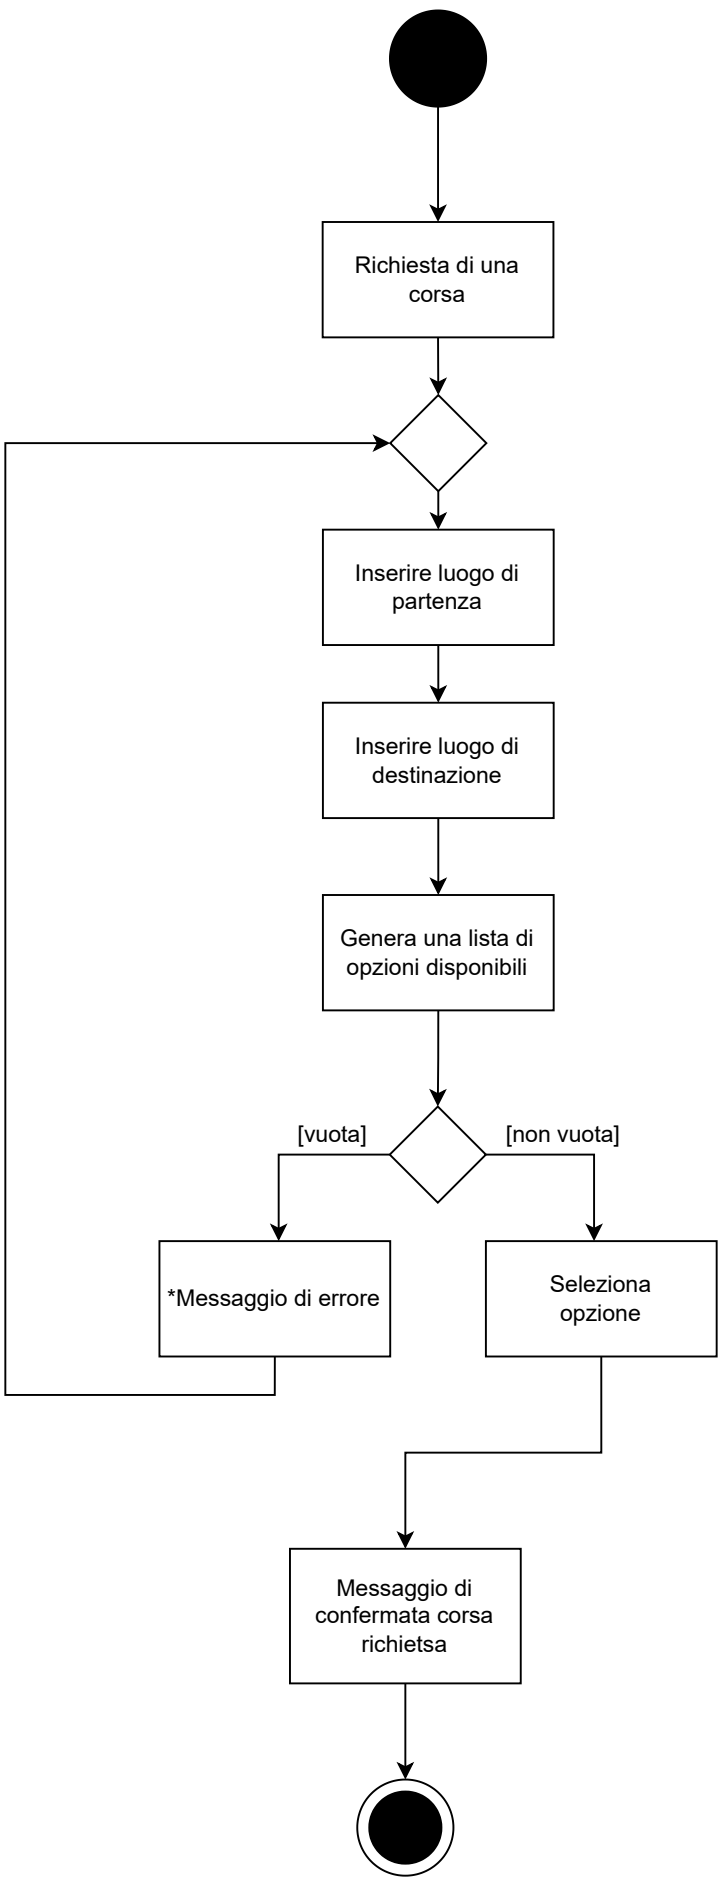 Richiesta di una
corsa
Inserire luogo di
partenza
Inserire luogo di
destinazione
Genera una lista di
opzioni disponibili
[vuota]
[non vuota]
*Messaggio di errore
Seleziona
opzione
Messaggio di
confermata corsa
richietsa